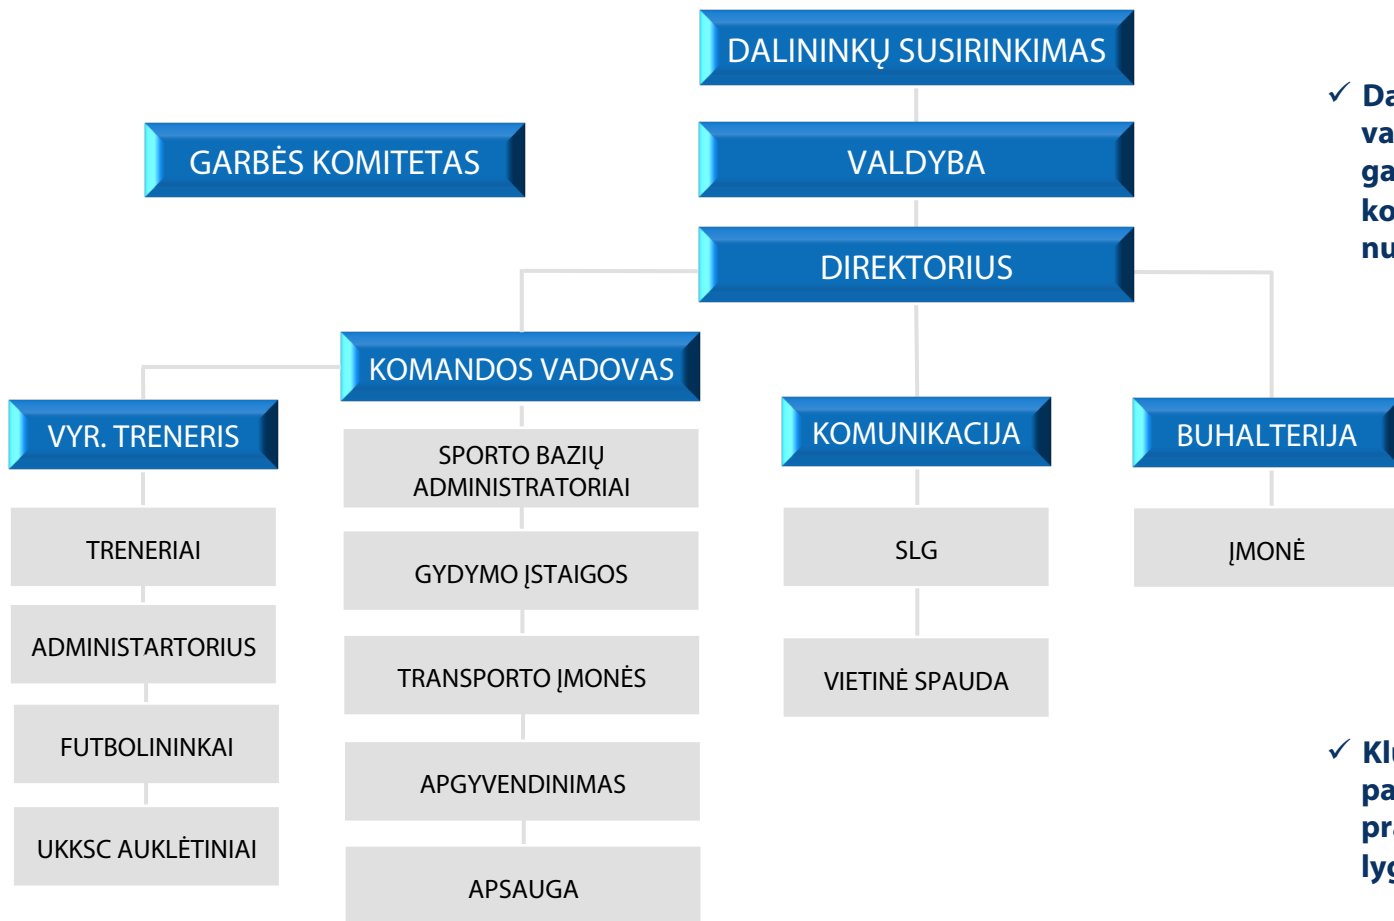 DALININKŲ SUSIRINKIMAS
GARBĖS KOMITETAS
VALDYBA
DIREKTORIUS
KOMANDOS VADOVAS
VYR. TRENERIS
KOMUNIKACIJA
BUHALTERIJA
TRENERIAI
ADMINISTARTORIUS
FUTBOLININKAI
UKKSC AUKLĖTINIAI
SPORTO BAZIŲ
ADMINISTRATORIAI
GYDYMO ĮSTAIGOS
TRANSPORTO ĮMONĖS
APGYVENDINIMAS
APSAUGA
SLG
VIETINĖ SPAUDA
ĮMONĖ